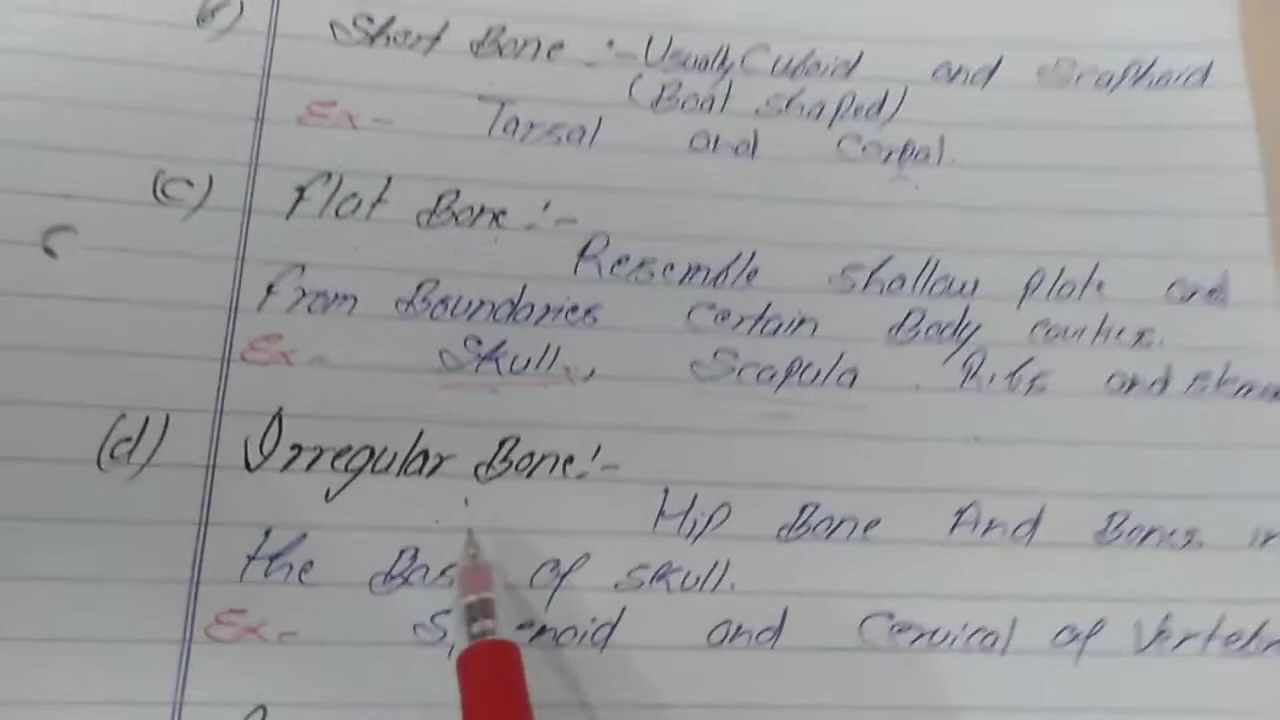 (b) Short Bone :- Usually Cuboid and Scaphoid
(Boat shaped)
Ex- Tarsal and Carpal.
(c) Flat Bone :-
Resemble shallow plate and
from Boundaries certain Body cavities.
Ex- Skull, Scapula, Ribs and
(d) Irregular Bone :-
Hip Bone And Bones in
the of skull.
Ex- and Cervical of